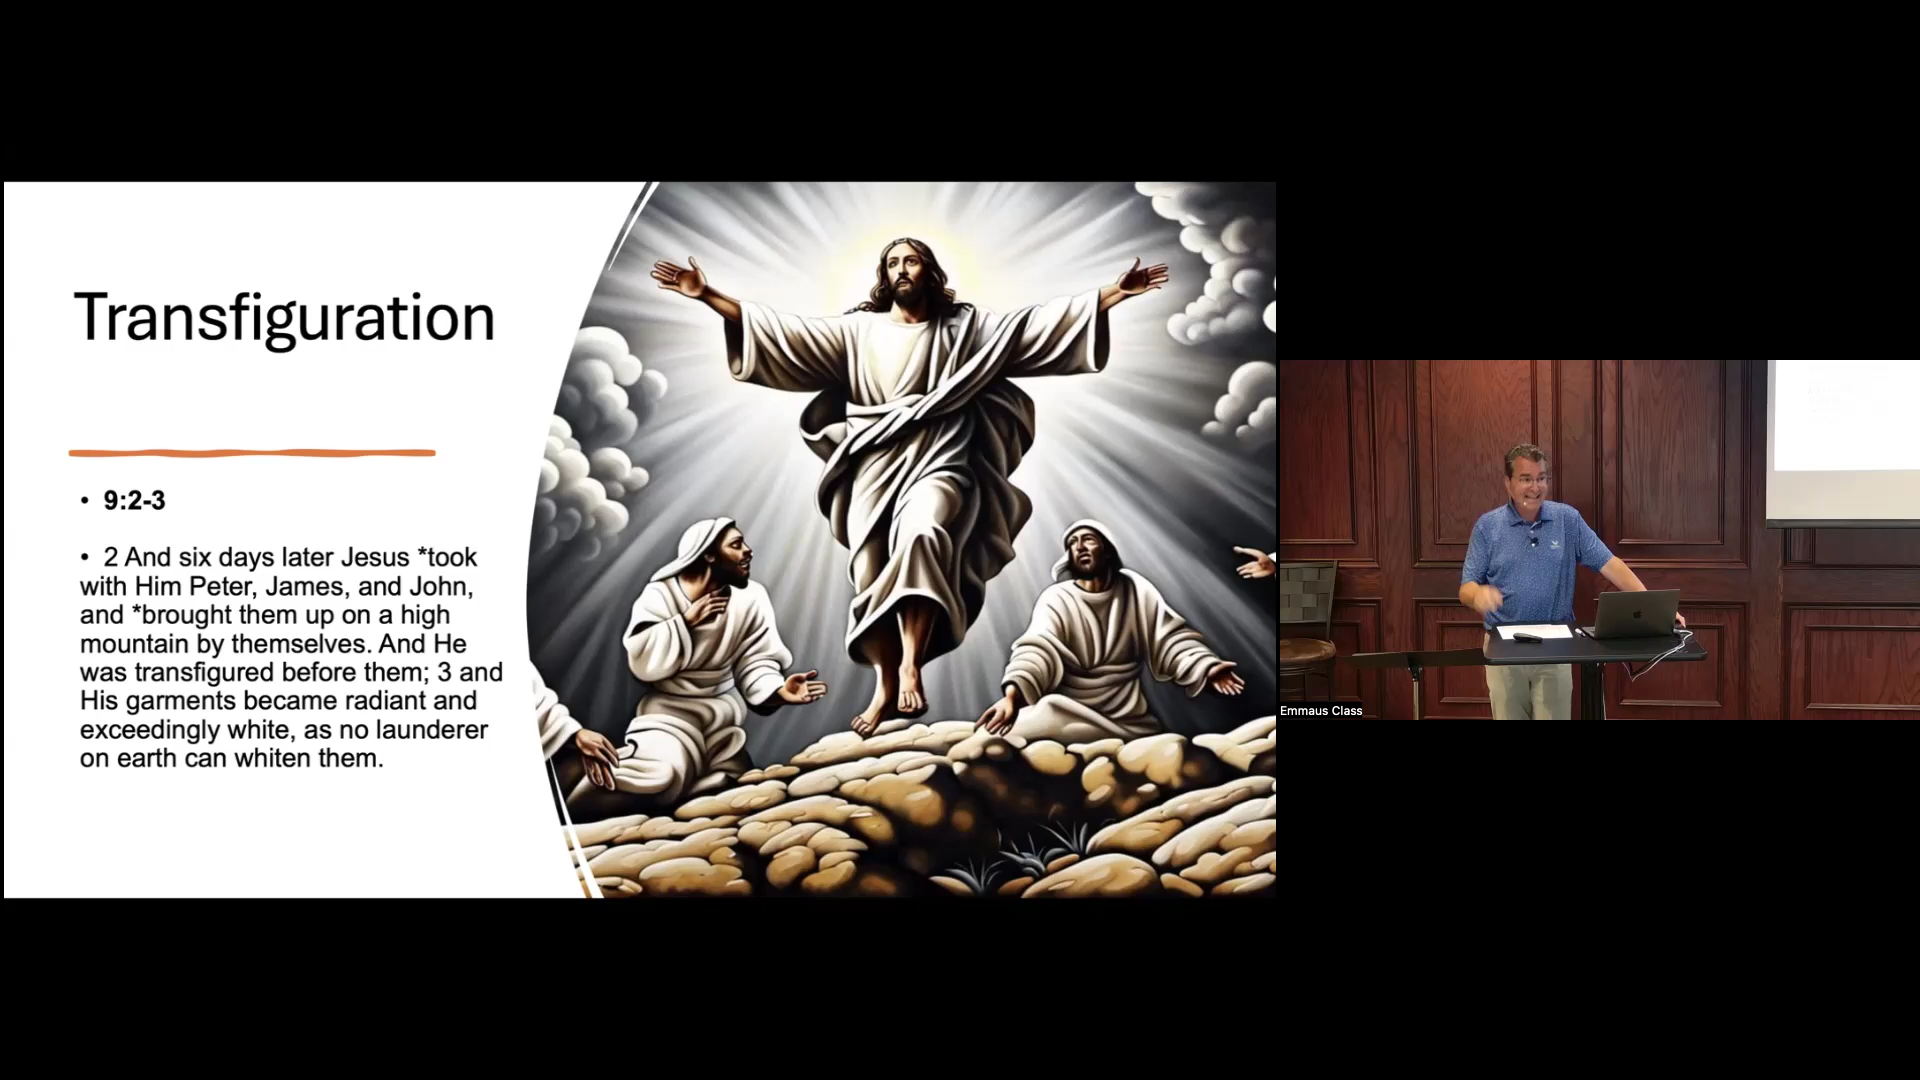 Transfiguration
• 9:2-3
• 2 And six days later Jesus *took
with Him Peter, James, and John,
and *brought them up on a high
mountain by themselves. And He
was transfigured before them; 3 and
His garments became radiant and
exceedingly white, as no launderer
on earth can whiten them.
Emmaus Class